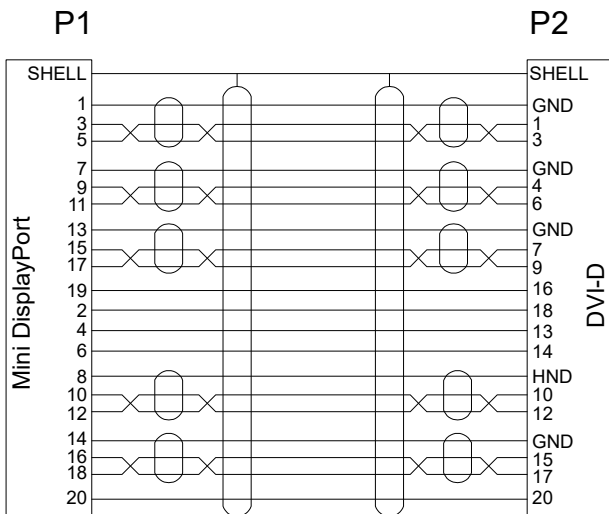 P1 P2
SHELL SHELL
1 GND
3 1
5 3
7 GND
9 4
11 6
13 GND
15 7
17 9
19 16
2 18
4 13
6 14
8 HND
10 10
12 12
14 GND
16 15
18 17
20 20
Mini DisplayPort
DVI-D